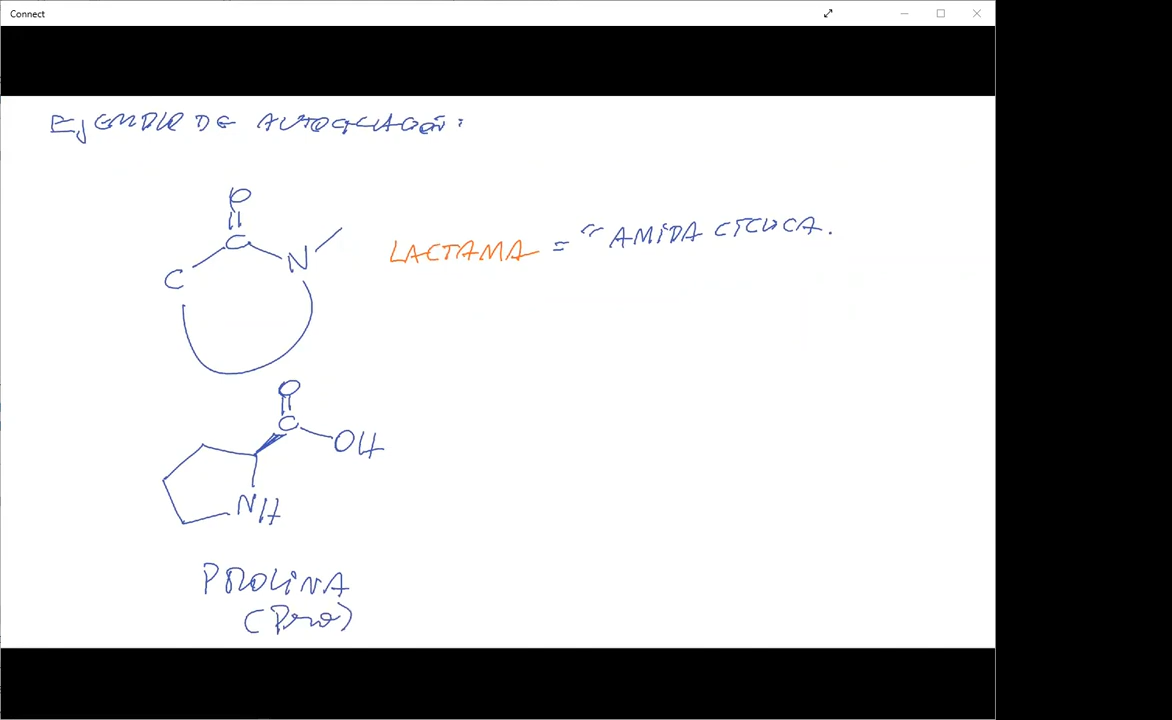 Connect
EJEMPLO DE AUTOCICLACIÓN:
O
C
N
C
LACTAMA = " AMIDA CÍCLICA.
O
C
OH
NH
PROLINA
(Pro)